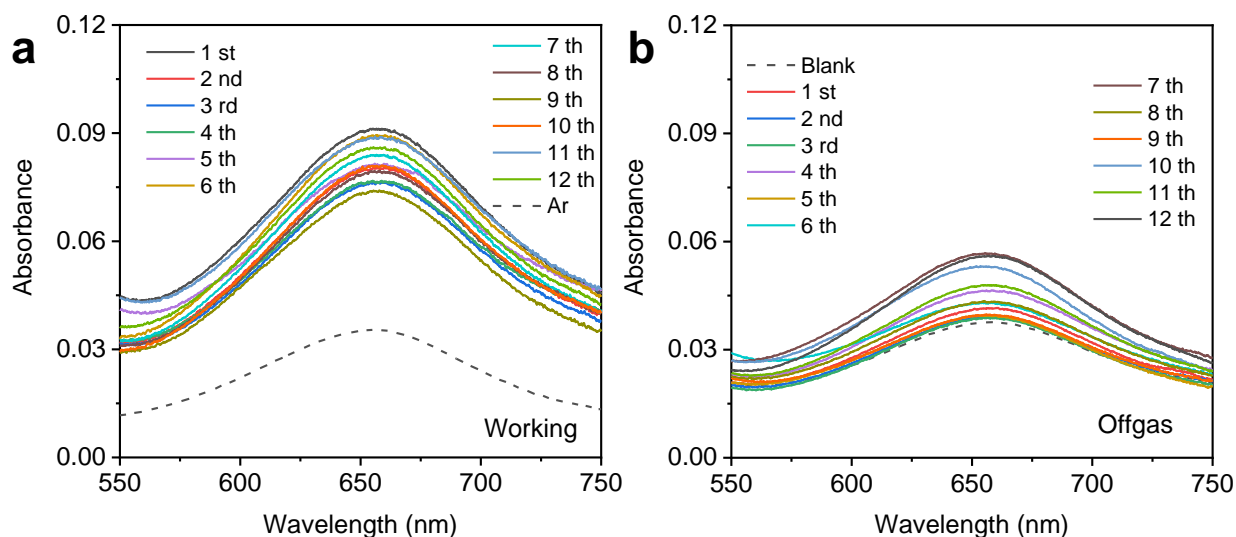 a
0.12
0.09
0.06
0.03
0.00
Absorbance
1 st
2 nd
3 rd
4 th
5 th
6 th
7 th
8 th
9 th
10 th
11 th
12 th
Ar
Working
550
600
650
700
750
Wavelength (nm)
b
0.12
0.09
0.06
0.03
0.00
Absorbance
Blank
1 st
2 nd
3 rd
4 th
5 th
6 th
7 th
8 th
9 th
10 th
11 th
12 th
Offgas
550
600
650
700
750
Wavelength (nm)